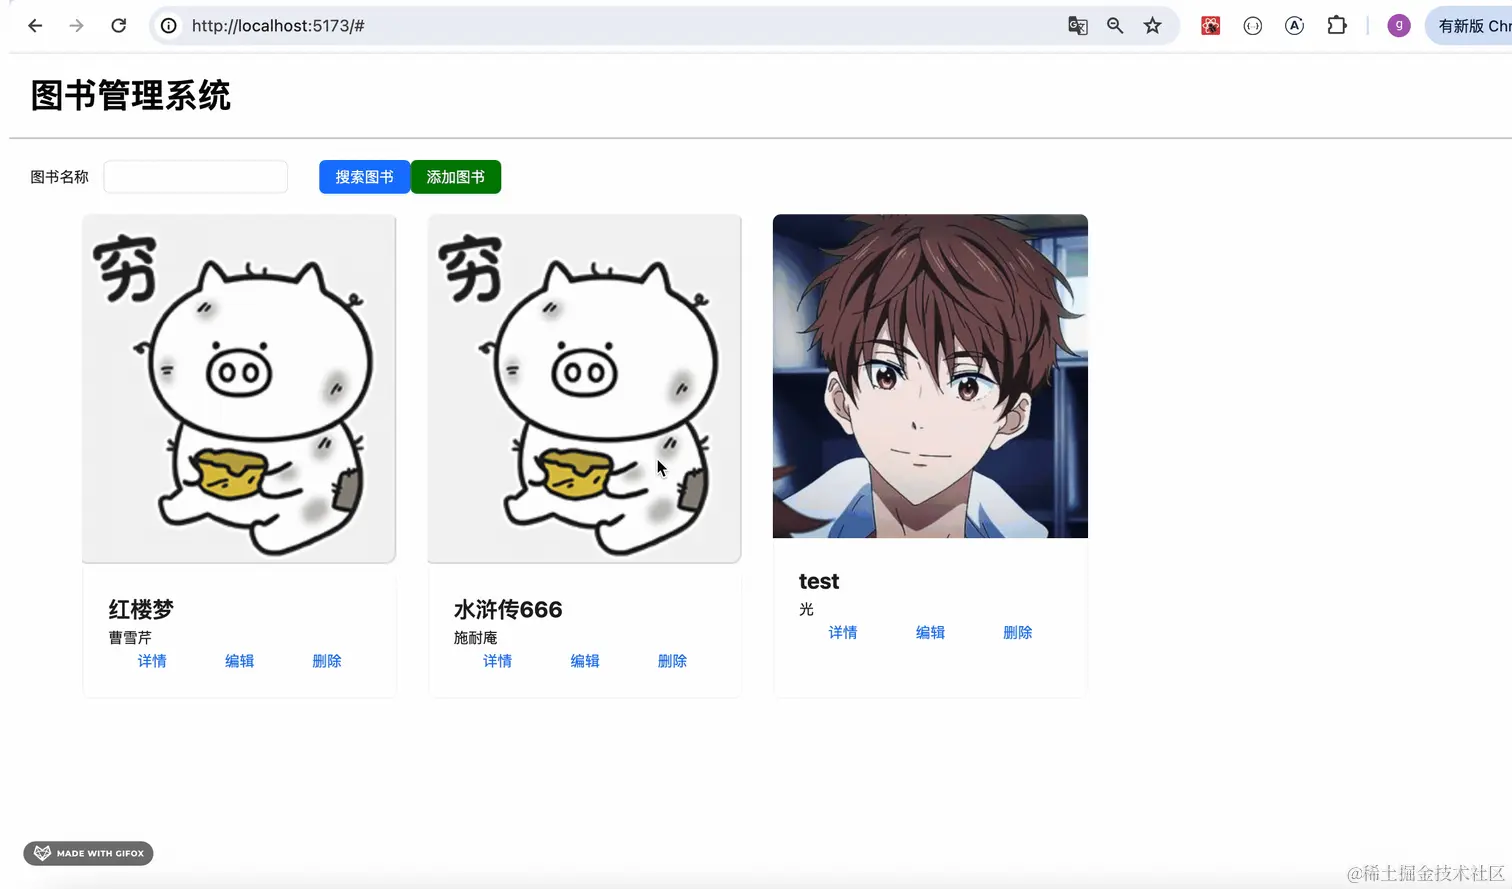 http://localhost:5173/#
g
有新版 Chr
图书管理系统
图书名称
搜索图书
添加图书
穷
穷
红楼梦
曹雪芹
详情 编辑 删除
水浒传666
施耐庵
详情 编辑 删除
test
光
详情 编辑 删除
MADE WITH GIFOX
@稀土掘金技术社区